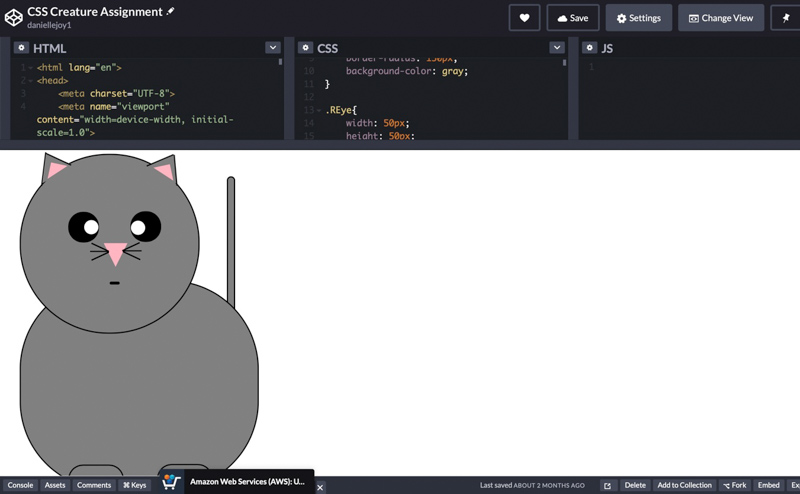 CSS Creature Assignment
daniellejoy1
Save
Settings
Change View
HTML
CSS
JS
1 <html lang="en">
2 <head>
3 <meta charset="UTF-8">
4 <meta name="viewport"
content="width=device-width, initial-
scale=1.0">
9 border-radius: 150px;
10 background-color: gray;
11 }
12
13 .REye{
14 width: 50px;
15 height: 50px;
1
Console
Assets
Comments
⌘ Keys
Amazon Web Services (AWS): U...
Last saved ABOUT 2 MONTHS AGO
Delete
Add to Collection
Fork
Embed